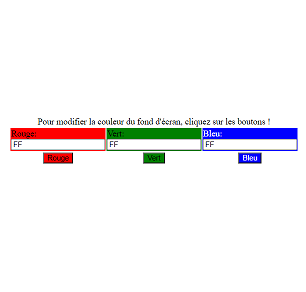 Pour modifier la couleur du fond d'écran, cliquez sur les boutons !
Rouge: Vert: Bleu:
FF FF FF
Rouge Vert Bleu